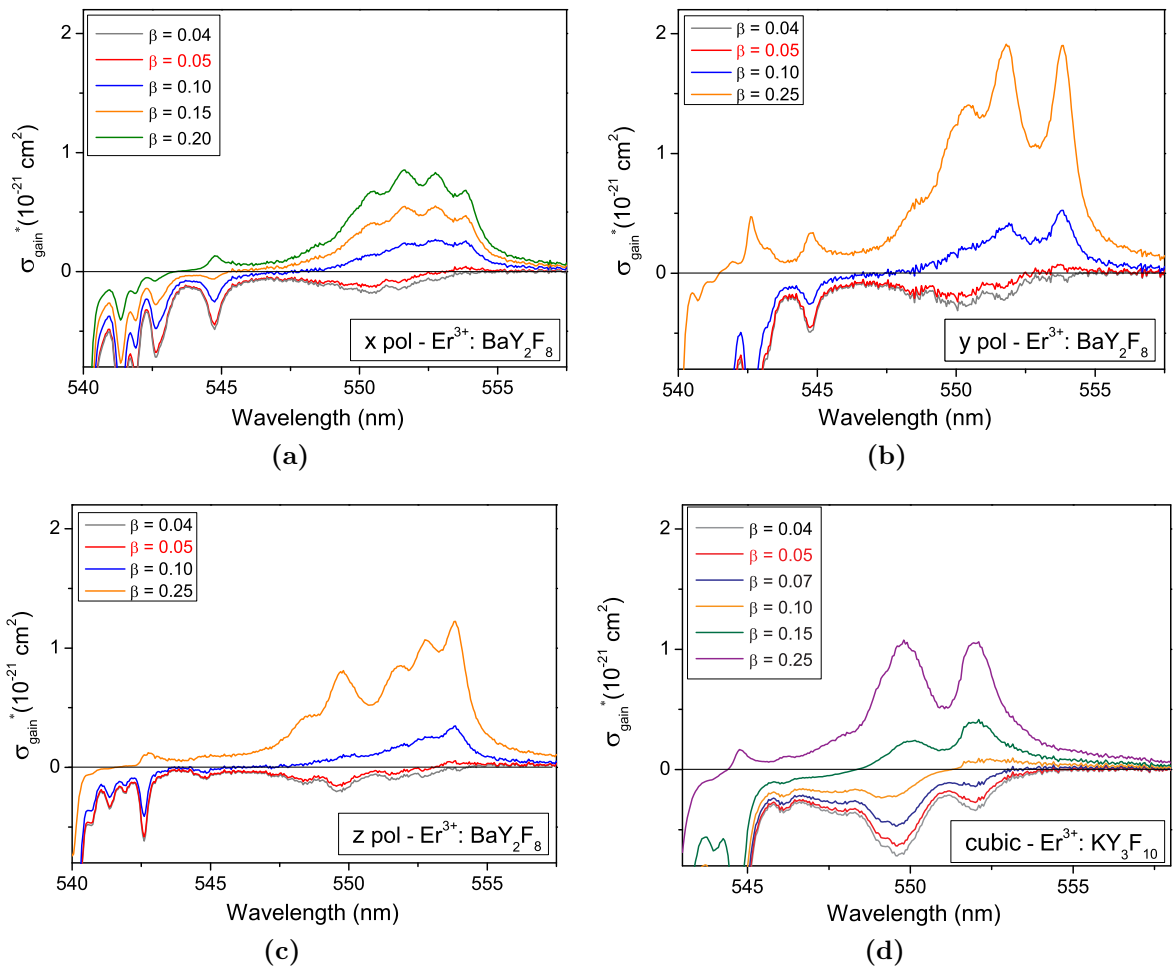 2
1
0
σgain*(10⁻²¹ cm²)
β = 0.04
β = 0.05
β = 0.10
β = 0.15
β = 0.20
x pol - Er³⁺: BaY₂F₈
540 545 550 555
Wavelength (nm)
(a)
2
1
0
σgain*(10⁻²¹ cm²)
β = 0.04
β = 0.05
β = 0.10
β = 0.25
y pol - Er³⁺: BaY₂F₈
540 545 550 555
Wavelength (nm)
(b)
2
1
0
σgain*(10⁻²¹ cm²)
β = 0.04
β = 0.05
β = 0.10
β = 0.25
z pol - Er³⁺: BaY₂F₈
540 545 550 555
Wavelength (nm)
(c)
2
1
0
σgain*(10⁻²¹ cm²)
β = 0.04
β = 0.05
β = 0.07
β = 0.10
β = 0.15
β = 0.25
cubic - Er³⁺: KY₃F₁₀
545 550 555
Wavelength (nm)
(d)